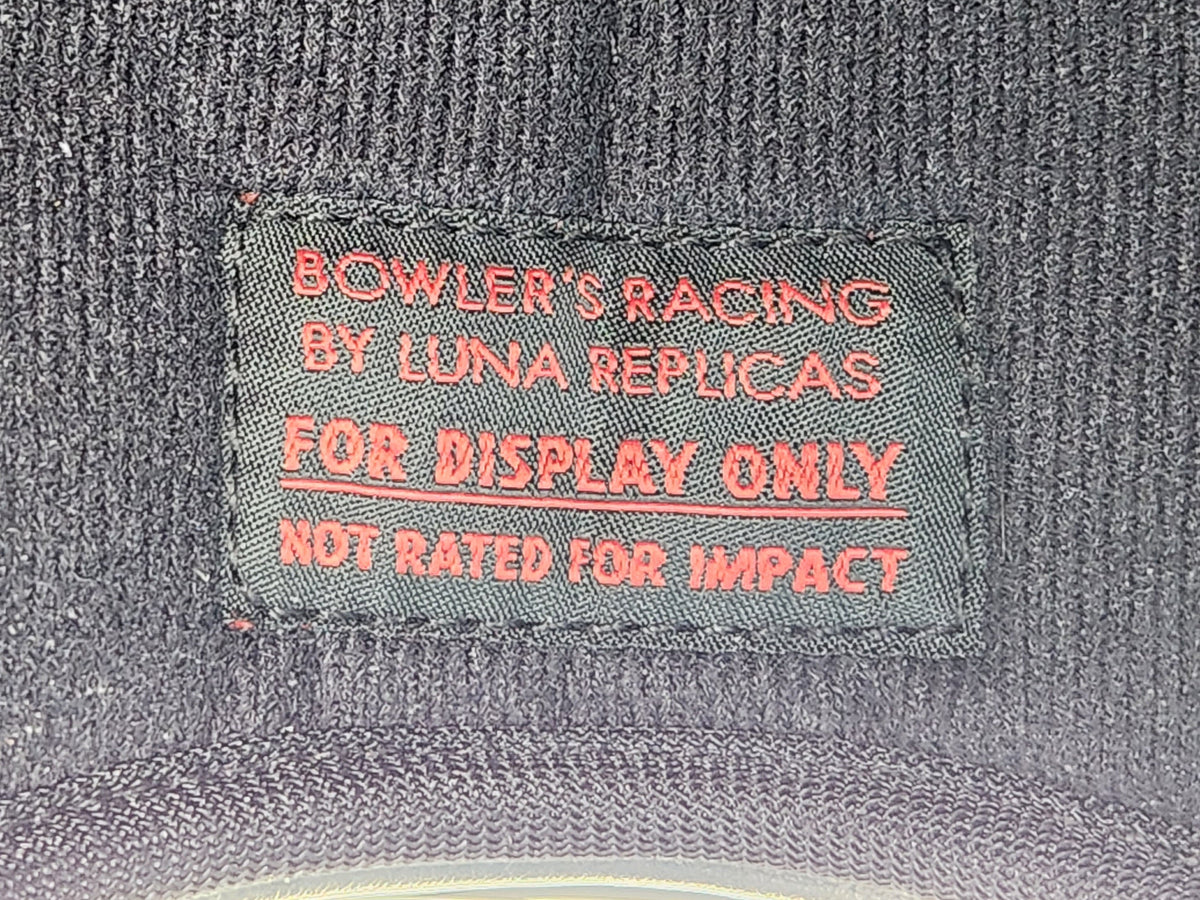 BOWLER'S RACING
BY LUNA REPLICAS
FOR DISPLAY ONLY
NOT RATED FOR IMPACT